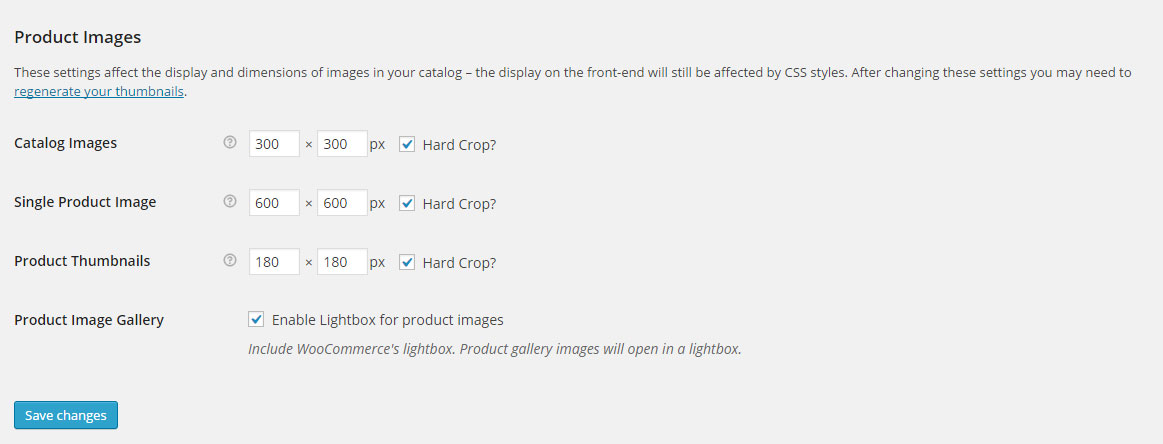 Product Images
These settings affect the display and dimensions of images in your catalog – the display on the front-end will still be affected by CSS styles. After changing these settings you may need to
regenerate your thumbnails.
Catalog Images ? 300 × 300 px Hard Crop?
Single Product Image ? 600 × 600 px Hard Crop?
Product Thumbnails ? 180 × 180 px Hard Crop?
Product Image Gallery Enable Lightbox for product images
Include WooCommerce's lightbox. Product gallery images will open in a lightbox.
Save changes